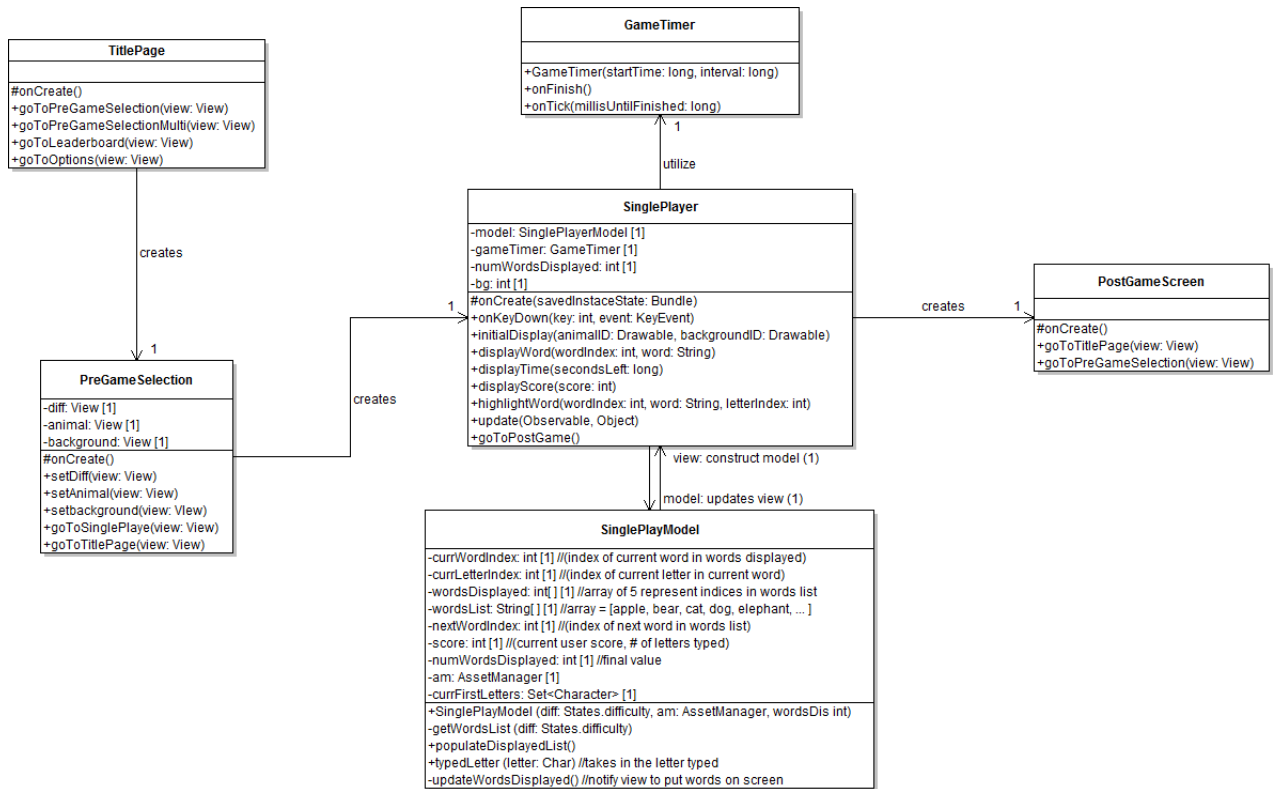 GameTimer
+GameTimer(startTime: long, interval: long)
+onFinish()
+onTick(millisUntilFinished: long)
TitlePage
#onCreate()
+goToPreGameSelection(view: View)
+goToPreGameSelectionMulti(view: View)
+goToLeaderboard(view: View)
+goToOptions(view: View)
1
utilize
creates
1
SinglePlayer
-model: SinglePlayerModel [1]
-gameTimer: GameTimer [1]
-numWordsDisplayed: int [1]
-bg: int [1]
#onCreate(savedInstaceState: Bundle)
+onKeyDown(key: int, event: KeyEvent)
+initialDisplay(animalID: Drawable, backgroundID: Drawable)
+displayWord(wordIndex: int, word: String)
+displayTime(secondsLeft: long)
+displayScore(score: int)
+highlightWord(wordIndex: int, word: String, letterIndex: int)
+update(Observable, Object)
+goToPostGame()
creates
1
PostGameScreen
#onCreate()
+goToTitlePage(view: View)
+goToPreGameSelection(view: View)
PreGameSelection
-diff: View [1]
-animal: View [1]
-background: View [1]
#onCreate()
+setDiff(view: View)
+setAnimal(view: View)
+setbackground(view: VIew)
+goToSinglePlaye(view: View)
+goToTitlePage(view: View)
creates
1
view: construct model (1)
model: updates view (1)
SinglePlayModel
-currWordIndex: int [1] //(index of current word in words displayed)
-currLetterIndex: int [1] //(index of current letter in current word)
-wordsDisplayed: int[ ] [1] //array of 5 represent indices in words list
-wordsList: String[ ] [1] //array = [apple, bear, cat, dog, elephant, ... ]
-nextWordIndex: int [1] //(index of next word in words list)
-score: int [1] //(current user score, # of letters typed)
-numWordsDisplayed: int [1] //final value
-am: AssetManager [1]
-currFirstLetters: Set<Character> [1]
+SinglePlayModel (diff: States.difficulty, am: AssetManager, wordsDis int)
-getWordsList (diff: States.difficulty)
+populateDisplayedList()
+typedLetter (letter: Char) //takes in the letter typed
-updateWordsDisplayed() //notify view to put words on screen